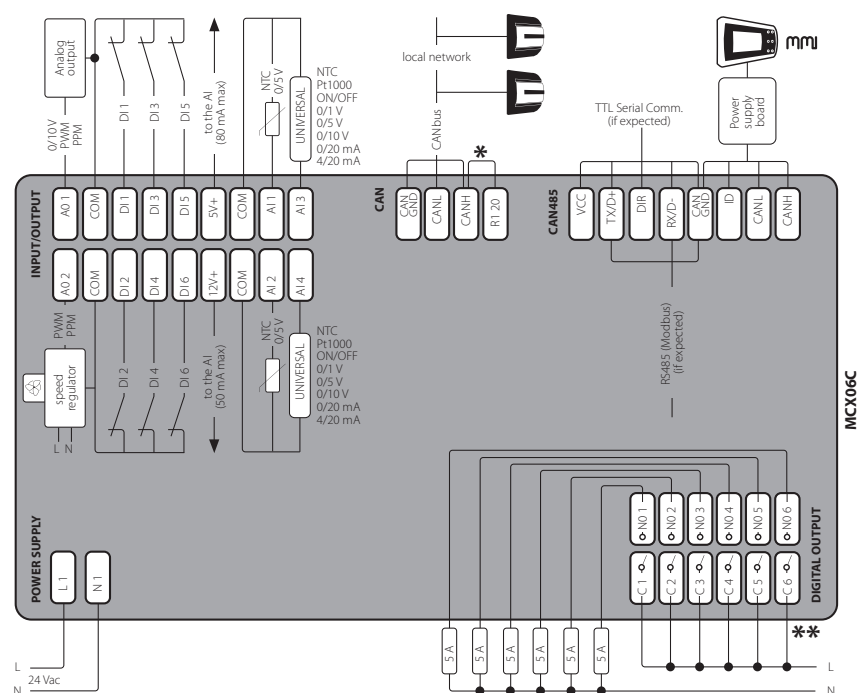 Analog
output
0/10 V
PWM
PPM
DI 1
DI 3
DI 5
to the AI
(80 mA max)
NTC
0/5 V
UNIVERSAL
NTC
Pt1000
ON/OFF
0/1 V
0/5 V
0/10 V
0/20 mA
4/20 mA
local network
CANbus
*
TTL Serial Comm.
(if expected)
mmi
Power
supply
board
INPUT/OUTPUT
AO 1
COM
DI 1
DI 3
DI 5
5V+
COM
AI 1
AI 3
CAN
CAN
GND
CANL
CANH
R120
CAN485
VCC
TX/D+
DIR
RX/D-
CAN
GND
ID
CANL
CANH
AO 2
COM
DI 2
DI 4
DI 6
12V+
COM
AI 2
AI 4
PWM
PPM
speed
regulator
L N
DI 2
DI 4
DI 6
to the AI
(50 mA max)
NTC
0/5 V
UNIVERSAL
NTC
Pt1000
ON/OFF
0/1 V
0/5 V
0/10 V
0/20 mA
4/20 mA
RS485 (Modbus)
(if expected)
MCX06C
POWER SUPPLY
L 1
N 1
NO 1
NO 2
NO 3
NO 4
NO 5
NO 6
C 1
C 2
C 3
C 4
C 5
C 6
DIGITAL OUTPUT
**
L
24 Vac
N
5 A
5 A
5 A
5 A
5 A
5 A
L
N